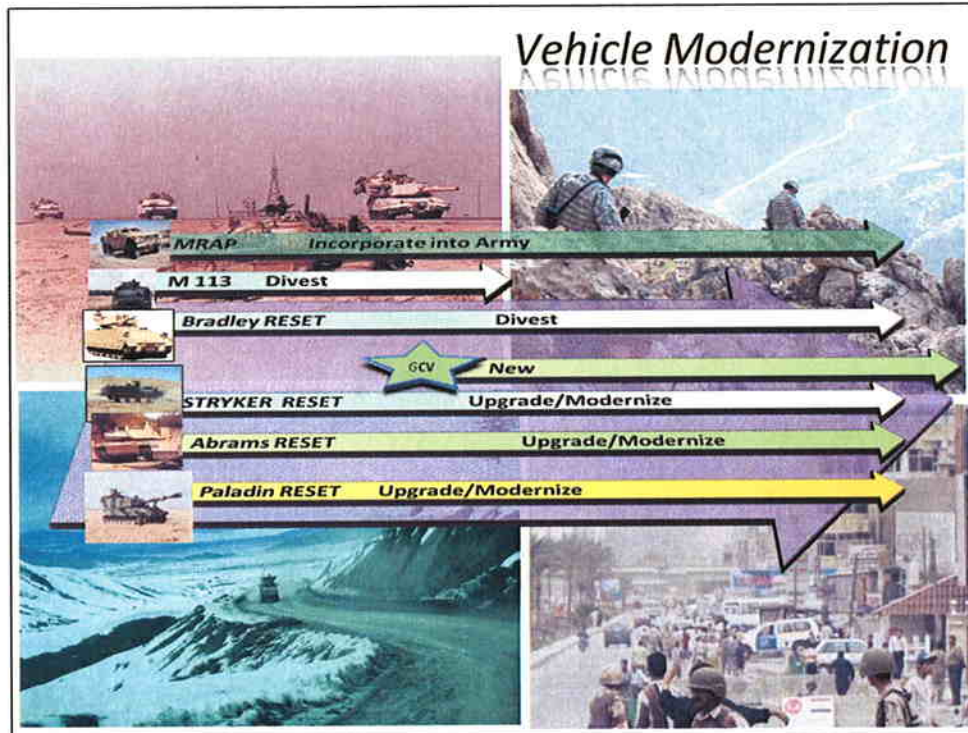 Vehicle Modernization
MRAP Incorporate into Army
M 113 Divest
Bradley RESET Divest
GCV New
STRYKER RESET Upgrade/Modernize
Abrams RESET Upgrade/Modernize
Paladin RESET Upgrade/Modernize